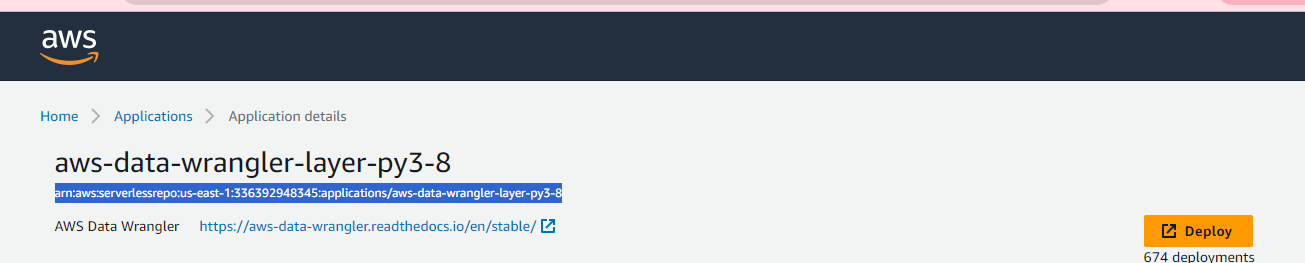 aws
Home Applications Application details
aws-data-wrangler-layer-py3-8
arn:aws:serverlessrepo:us-east-1:336392948345:applications/aws-data-wrangler-layer-py3-8
AWS Data Wrangler https://aws-data-wrangler.readthedocs.io/en/stable/
Deploy
674 deployments